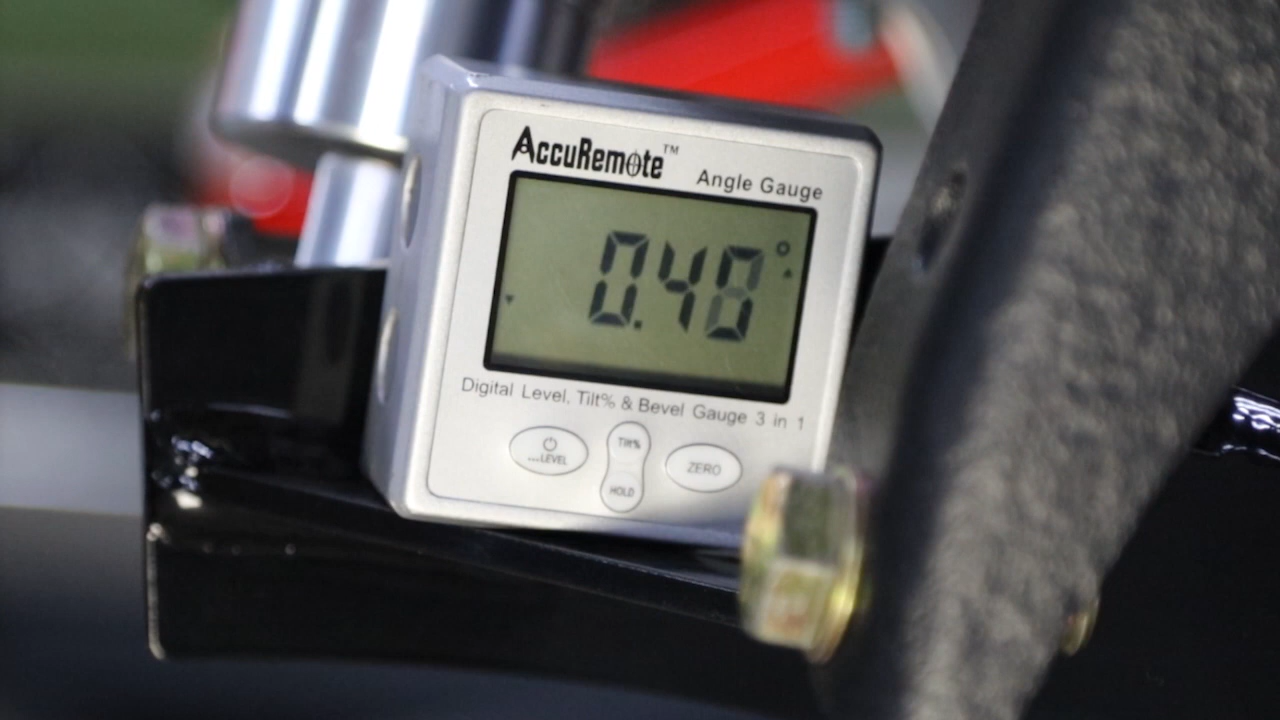 AccuRemote™
Angle Gauge
0.48°
Digital Level, Tilt% & Bevel Gauge 3 in 1
...LEVEL
Tilt%
HOLD
ZERO